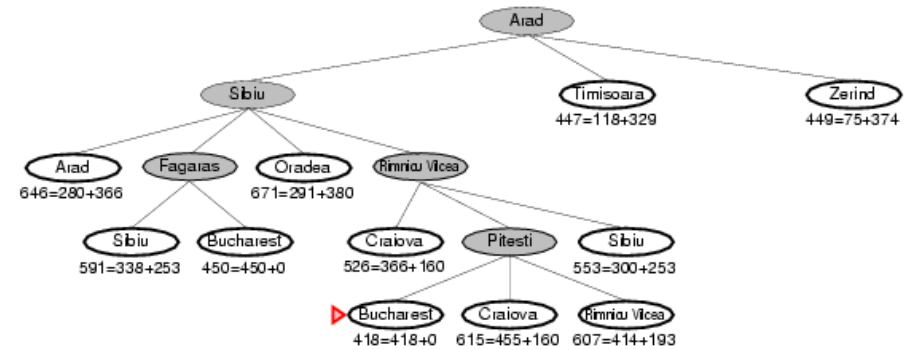 Arad
Sibiu
Timisoara
Zerind
447=118+329
449=75+374
Arad
Fagaras
Oradea
Rimnicu Vilcea
646=280+366
671=291+380
Sibiu
Bucharest
Craiova
Pitesti
Sibiu
591=338+253
450=450+0
526=366+160
553=300+253
Bucharest
Craiova
Rimnicu Vilcea
418=418+0
615=455+160
607=414+193